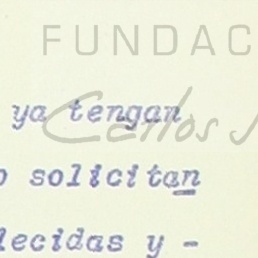 FUNDAC
ya tengan
Carlos
o solicitan
lecidas y -